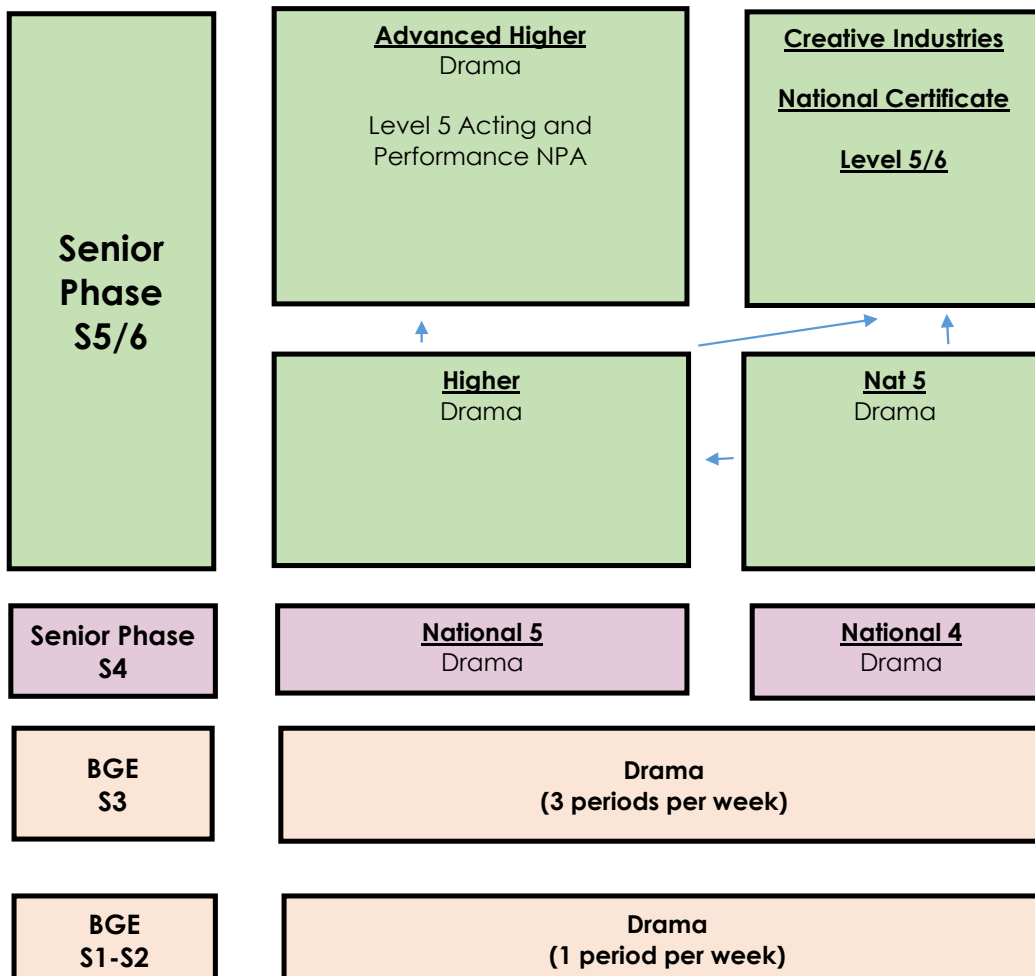 Advanced Higher
Drama
Level 5 Acting and
Performance NPA
Creative Industries
National Certificate
Level 5/6
Senior
Phase
S5/6
Higher
Drama
Nat 5
Drama
Senior Phase
S4
National 5
Drama
National 4
Drama
BGE
S3
Drama
(3 periods per week)
BGE
S1-S2
Drama
(1 period per week)